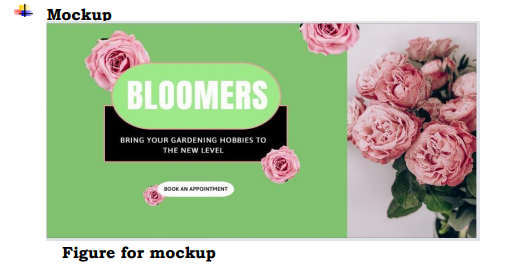 Mockup
BLOOMERS
BRING YOUR GARDENING HOBBIES TO
THE NEW LEVEL
BOOK AN APPOINTMENT
Figure for mockup